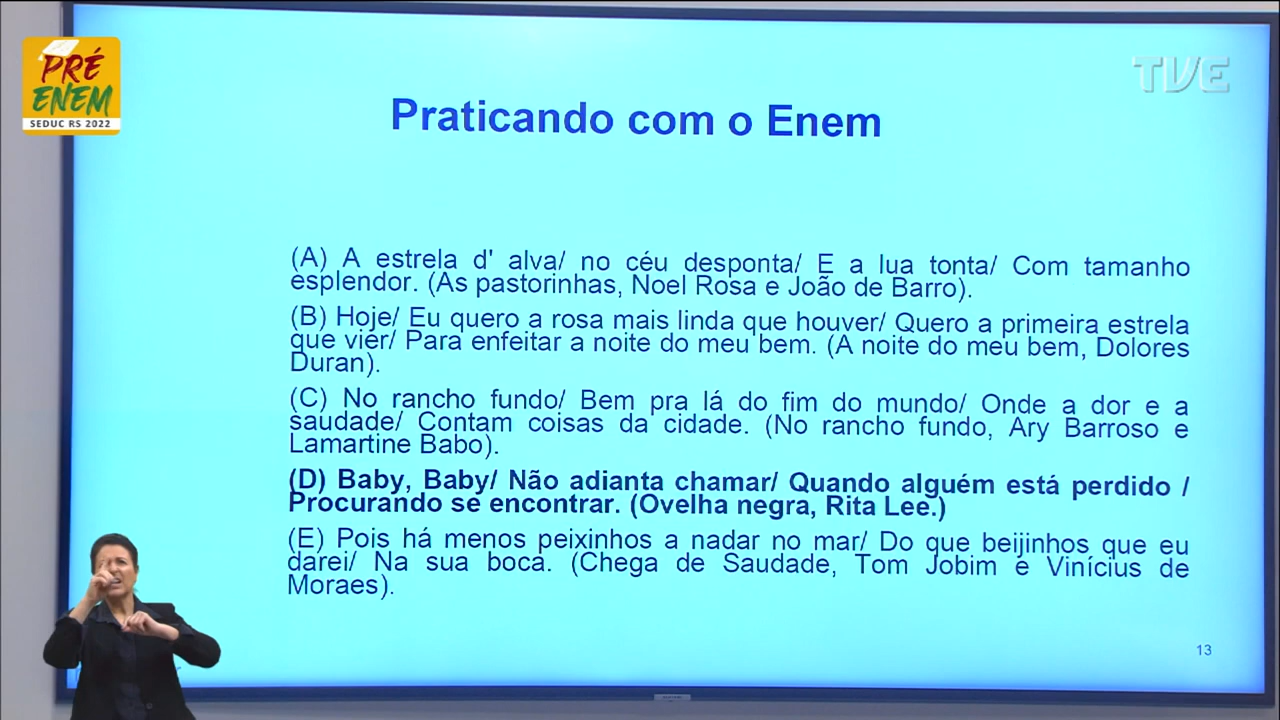 PRÉ
ENEM
SEDUC RS 2022
TVE
Praticando com o Enem
(A) A estrela d' alva/ no céu desponta/ E a lua tonta/ Com tamanho
esplendor. (As pastorinhas, Noel Rosa e João de Barro).
(B) Hoje/ Eu quero a rosa mais linda que houver/ Quero a primeira estrela
que vier/ Para enfeitar a noite do meu bem. (A noite do meu bem, Dolores
Duran).
(C) No rancho fundo/ Bem pra lá do fim do mundo/ Onde a dor e a
saudade/ Contam coisas da cidade. (No rancho fundo, Ary Barroso e
Lamartine Babo).
(D) Baby, Baby/ Não adianta chamar/ Quando alguém está perdido /
Procurando se encontrar. (Ovelha negra, Rita Lee.)
(E) Pois há menos peixinhos a nadar no mar/ Do que beijinhos que eu
darei/ Na sua boca. (Chega de Saudade, Tom Jobim e Vinícius de
Moraes).
13